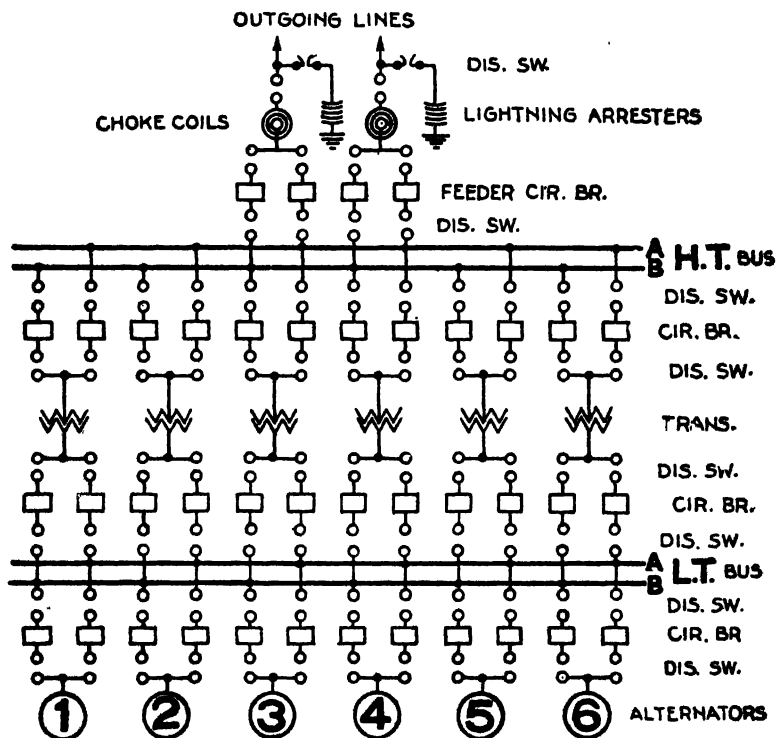 OUTGOING LINES
DIS. SW.
CHOKE COILS
LIGHTNING ARRESTERS
FEEDER CIR. BR.
DIS. SW.
A
B
H.T. BUS
DIS. SW.
CIR. BR.
DIS. SW.
TRANS.
DIS. SW.
CIR. BR.
DIS. SW.
A
B
L.T. BUS
DIS. SW.
CIR. BR
DIS. SW.
1 2 3 4 5 6 ALTERNATORS